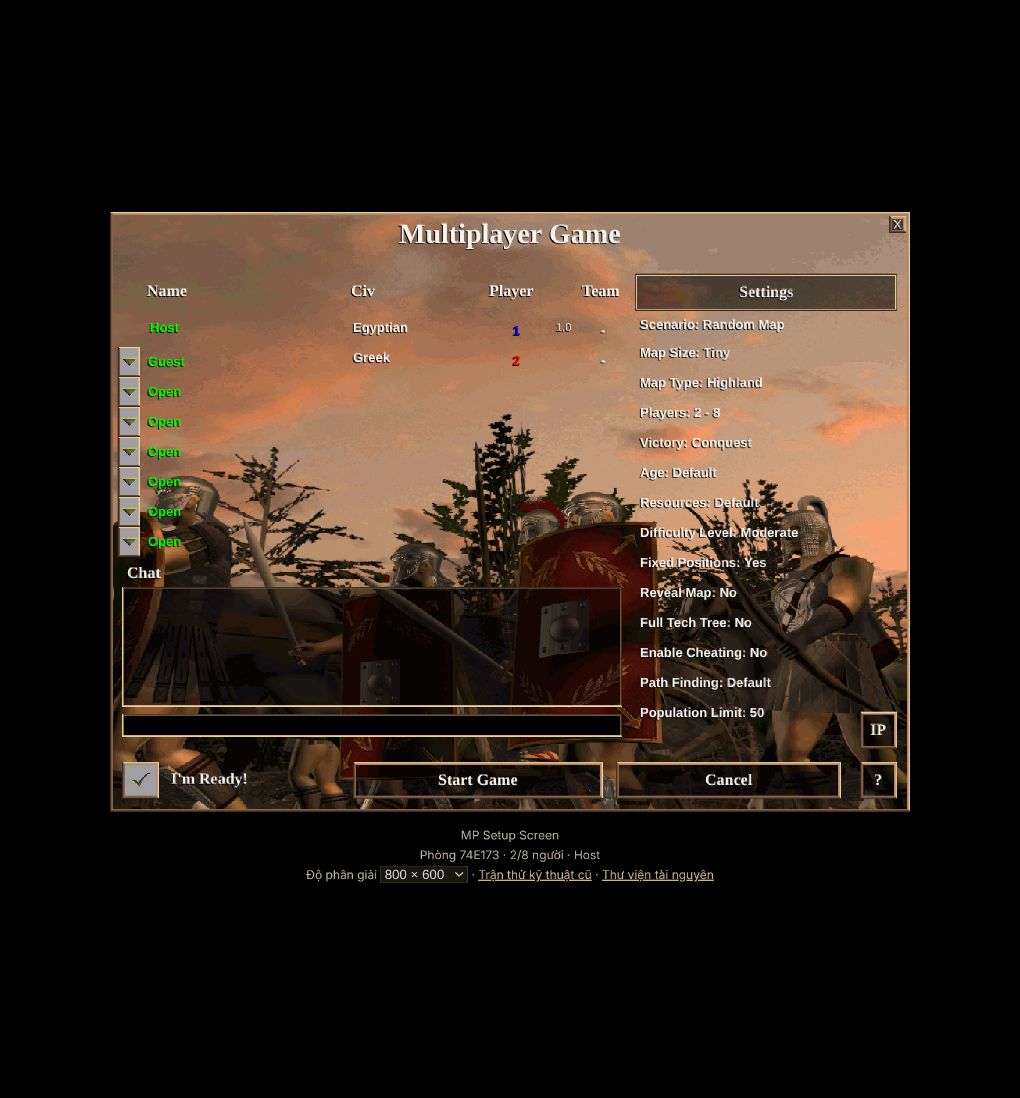 Multiplayer Game
X
Name Civ Player Team Settings
Host Egyptian 1 1.0 - Scenario: Random Map
Guest Greek 2 - Map Size: Tiny
Open Map Type: Highland
Open Players: 2 - 8
Open Victory: Conquest
Open Age: Default
Open Resources: Default
Open Difficulty Level: Moderate
Fixed Positions: Yes
Chat
Reveal Map: No
Full Tech Tree: No
Enable Cheating: No
Path Finding: Default
Population Limit: 50
IP
I'm Ready! Start Game Cancel ?
MP Setup Screen
Phòng 74E173 · 2/8 người · Host
Độ phân giải 800 × 600 · Trận thử kỹ thuật cũ · Thư viện tài nguyên